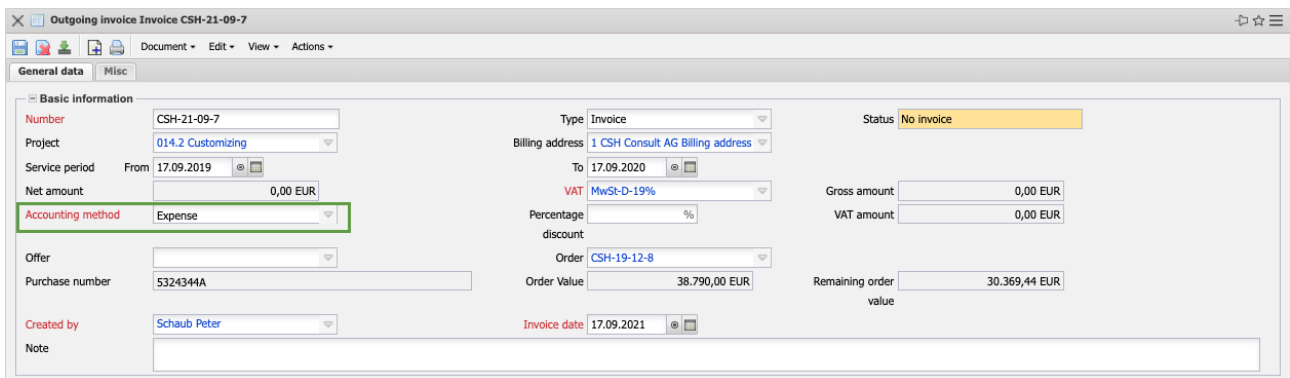 Outgoing invoice Invoice CSH-21-09-7
Document Edit View Actions
General data Misc
Basic information
Number CSH-21-09-7 Type Invoice Status No invoice
Project 014.2 Customizing Billing address 1 CSH Consult AG Billing address
Service period From 17.09.2019 To 17.09.2020
Net amount 0,00 EUR VAT MwSt-D-19% Gross amount 0,00 EUR
Accounting method Expense Percentage discount % VAT amount 0,00 EUR
Offer Order CSH-19-12-8
Purchase number 5324344A Order Value 38.790,00 EUR Remaining order value 30.369,44 EUR
Created by Schaub Peter Invoice date 17.09.2021
Note